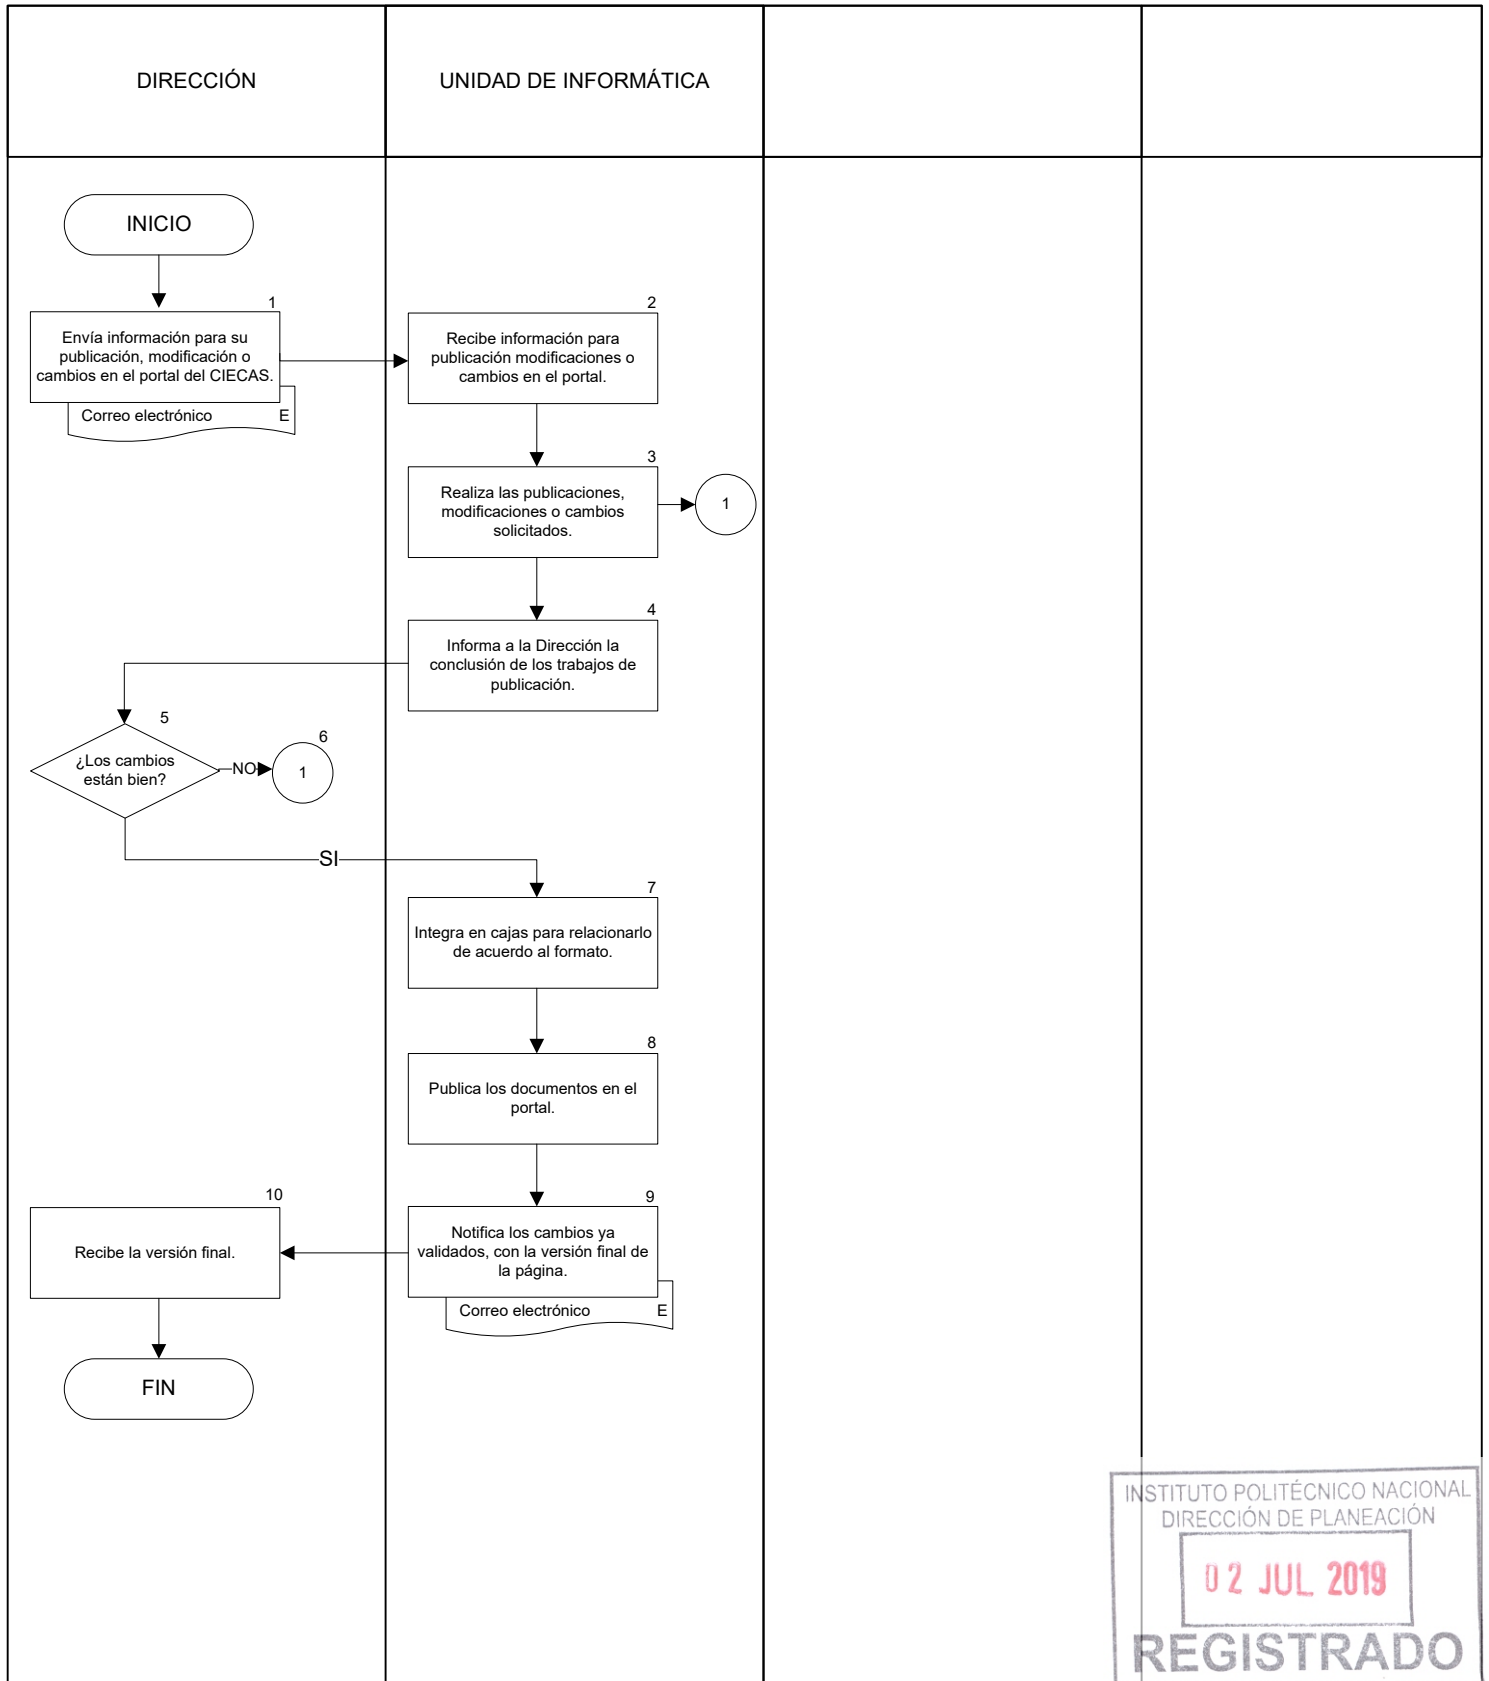 DIRECCIÓN
UNIDAD DE INFORMÁTICA
INICIO
1
Envía información para su
publicación, modificación o
cambios en el portal del CIECAS.
Correo electrónico E
2
Recibe información para
publicación modificaciones o
cambios en el portal.
3
Realiza las publicaciones,
modificaciones o cambios
solicitados.
1
4
Informa a la Dirección la
conclusión de los trabajos de
publicación.
5
¿Los cambios
están bien?
NO
6
1
SI
7
Integra en cajas para relacionarlo
de acuerdo al formato.
8
Publica los documentos en el
portal.
9
Notifica los cambios ya
validados, con la versión final de
la página.
Correo electrónico E
10
Recibe la versión final.
FIN
INSTITUTO POLITÉCNICO NACIONAL
DIRECCIÓN DE PLANEACIÓN
02 JUL 2019
REGISTRADO